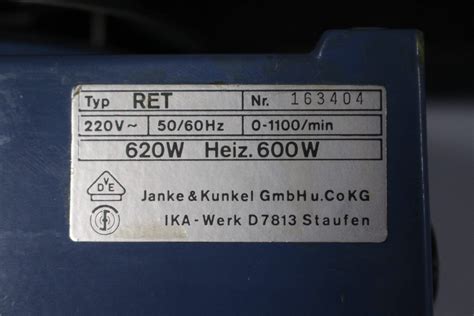 Typ RET Nr. 163404
220V~ 50/60Hz 0-1100/min
620W Heiz. 600W
VDE
Janke & Kunkel GmbH u. Co KG
IKA-Werk D7813 Staufen